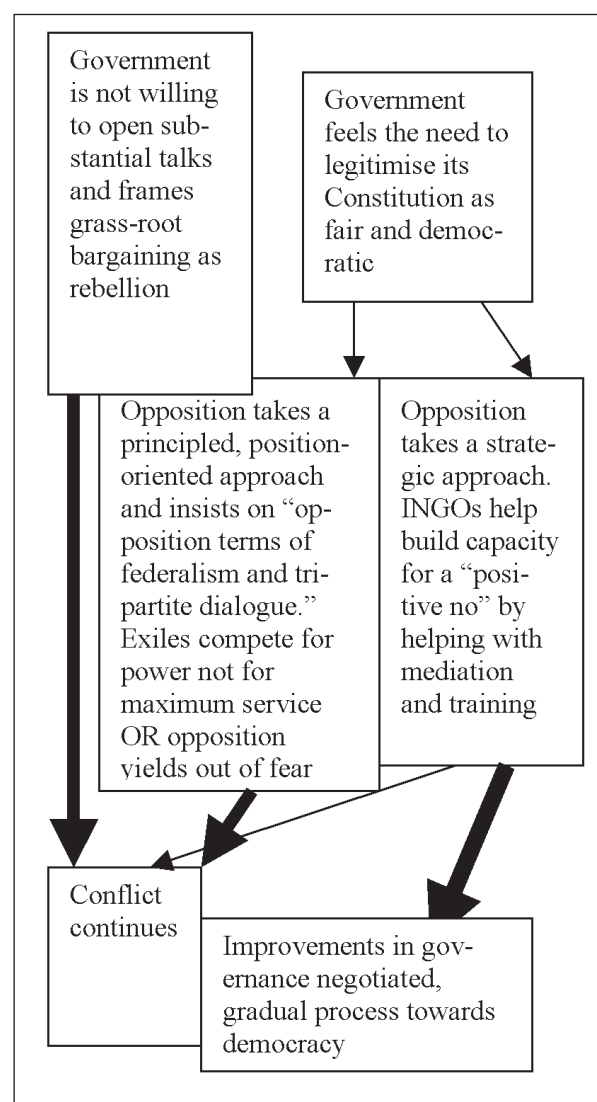 Government
is not willing
to open sub-
stantial talks
and frames
grass-root
bargaining as
rebellion
Government
feels the need to
legitimise its
Constitution as
fair and democ-
ratic
Opposition takes a
principled, position-
oriented approach
and insists on “op-
position terms of
federalism and tri-
partite dialogue.”
Exiles compete for
power not for
maximum service
OR opposition
yields out of fear
Opposition
takes a strate-
gic approach.
INGOs help
build capacity
for a “posi-
tive no” by
helping with
mediation
and training
Conflict
continues
Improvements in gov-
ernance negotiated,
gradual process towards
democracy